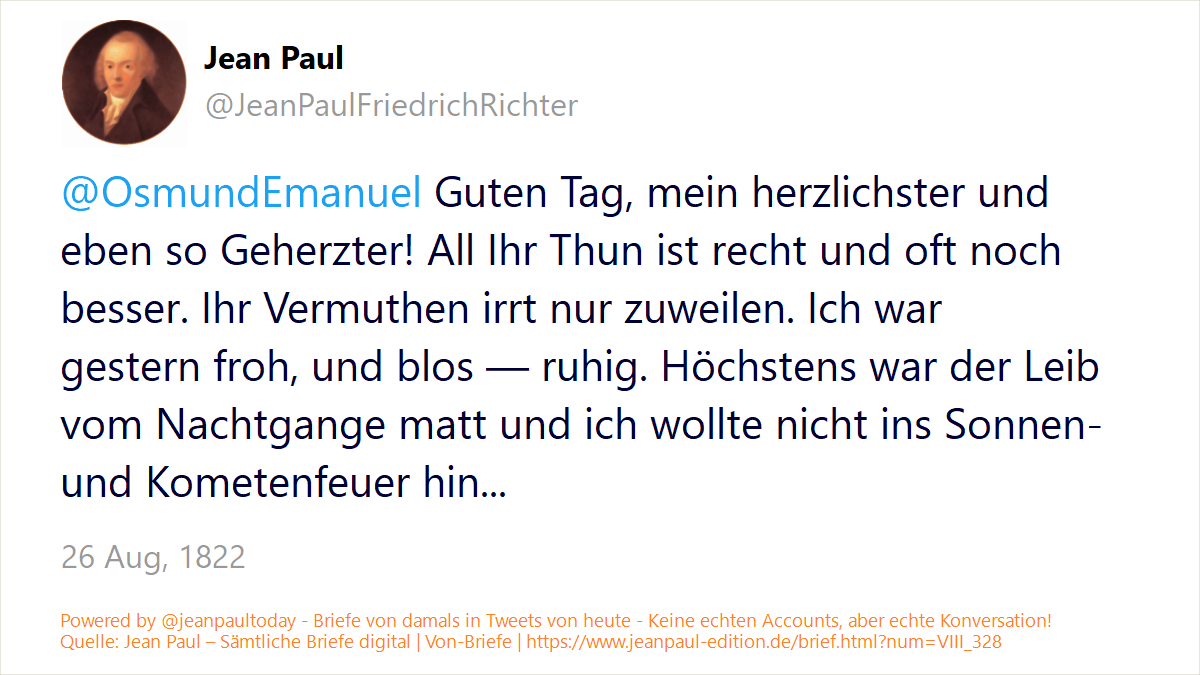 Jean Paul
@JeanPaulFriedrichRichter
@OsmundEmanuel Guten Tag, mein herzlichster und
eben so Geherzter! All Ihr Thun ist recht und oft noch
besser. Ihr Vermuthen irrt nur zuweilen. Ich war
gestern froh, und blos — ruhig. Höchstens war der Leib
vom Nachtgange matt und ich wollte nicht ins Sonnen-
und Kometenfeuer hin...
26 Aug, 1822
Powered by @jeanpaultoday - Briefe von damals in Tweets von heute - Keine echten Accounts, aber echte Konversation!
Quelle: Jean Paul – Sämtliche Briefe digital | Von-Briefe | https://www.jeanpaul-edition.de/brief.html?num=VIII_328